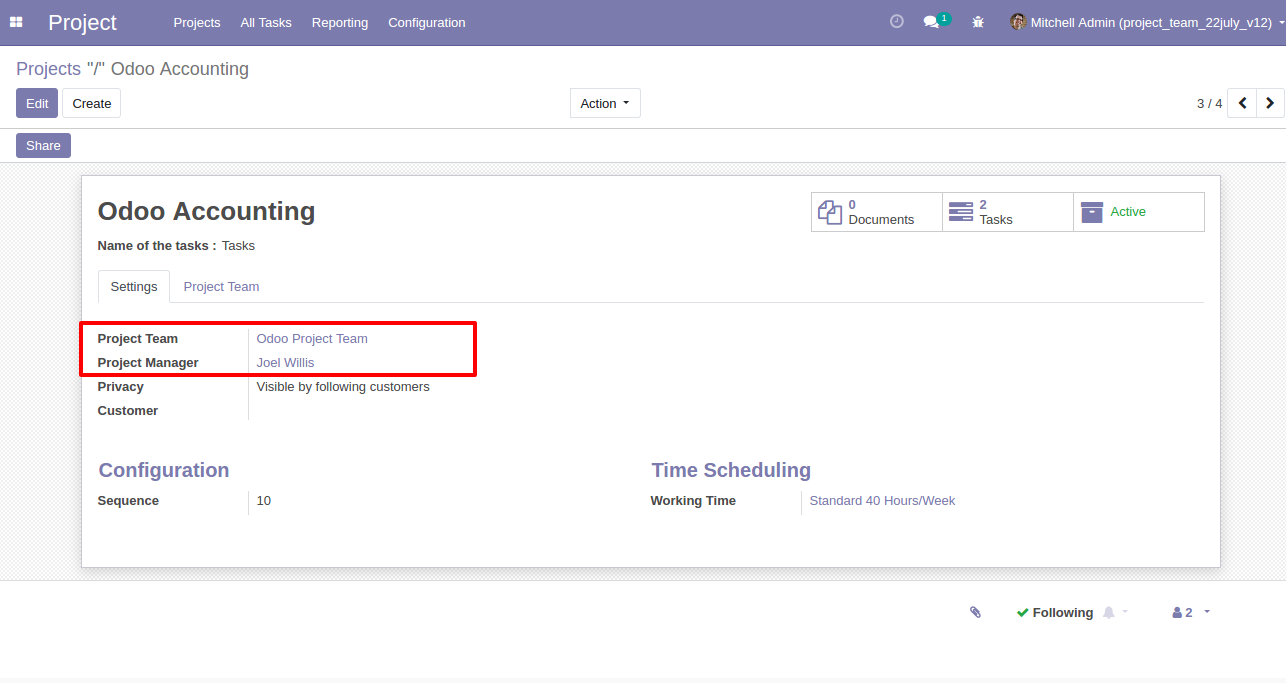 Project Projects All Tasks Reporting Configuration 1 Mitchell Admin (project_team_22july_v12)
Projects "/" Odoo Accounting
Edit Create Action 3 / 4
Share
Odoo Accounting
0 Documents
2 Tasks
Active
Name of the tasks : Tasks
Settings Project Team
Project Team Odoo Project Team
Project Manager Joel Willis
Privacy Visible by following customers
Customer
Configuration Time Scheduling
Sequence 10 Working Time Standard 40 Hours/Week
Following 2